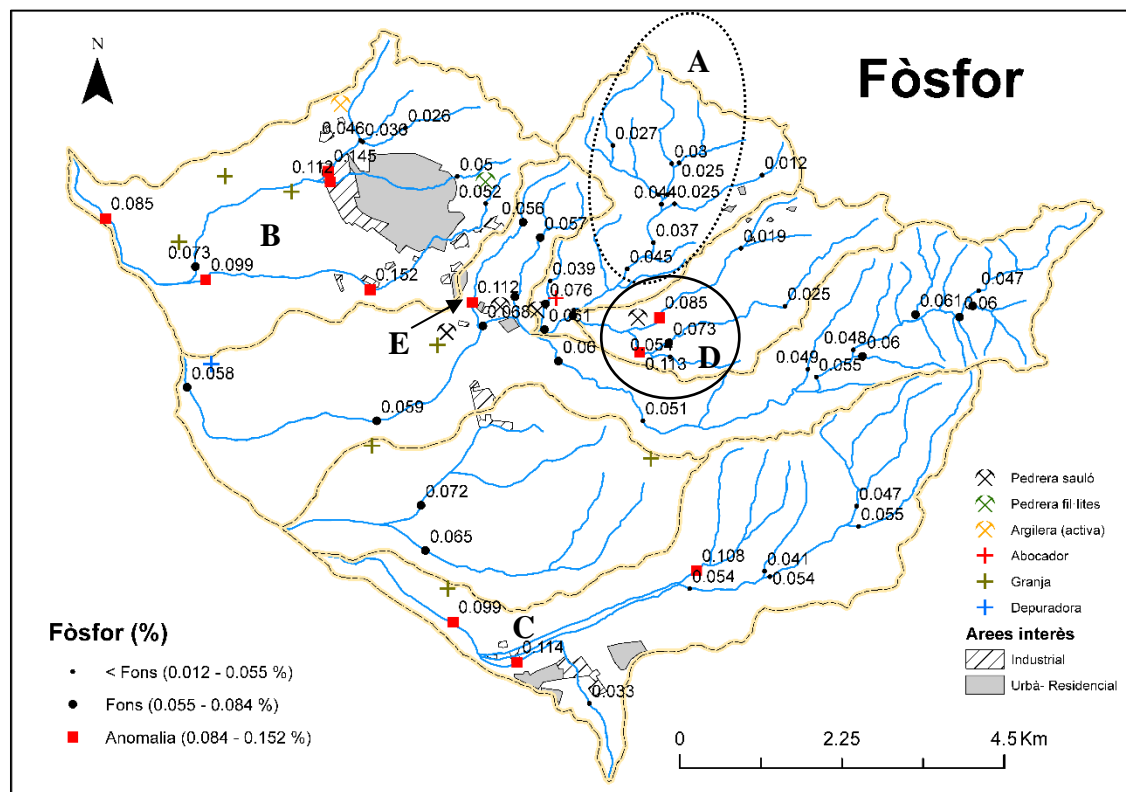 N
Fòsfor
A
0.026
0.046
0.036
0.027
0.145
0.112
0.05
0.03
0.025
0.012
0.052
0.044
0.025
0.085
0.056
0.057
B
0.037
0.019
0.073
0.045
0.039
0.099
0.152
0.076
0.047
0.112
0.085
0.025
0.061
0.06
0.068
0.061
0.073
E
0.054
D
0.048
0.06
0.06
0.113
0.049
0.055
0.058
0.059
0.051
0.072
0.047
0.055
0.065
0.108
0.041
0.054
0.054
0.099
C
0.114
0.033
Pedrera sauló
Pedrera fil·lites
Argilera (activa)
Abocador
Granja
Depuradora
Arees interès
Industrial
Urbà- Residencial
Fòsfor (%)
< Fons (0.012 - 0.055 %)
Fons (0.055 - 0.084 %)
Anomalia (0.084 - 0.152 %)
0
2.25
4.5 Km